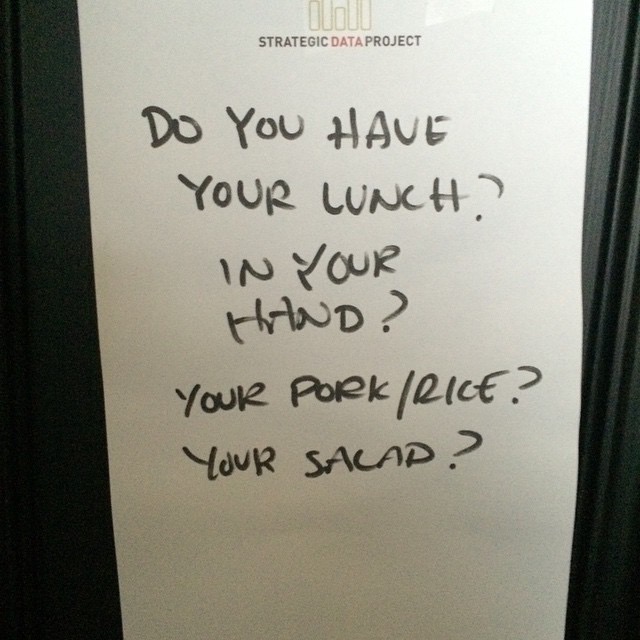 STRATEGIC DATA PROJECT
DO YOU HAVE
YOUR LUNCH?
IN YOUR
HAND?
YOUR PORK/RICE?
YOUR SALAD?